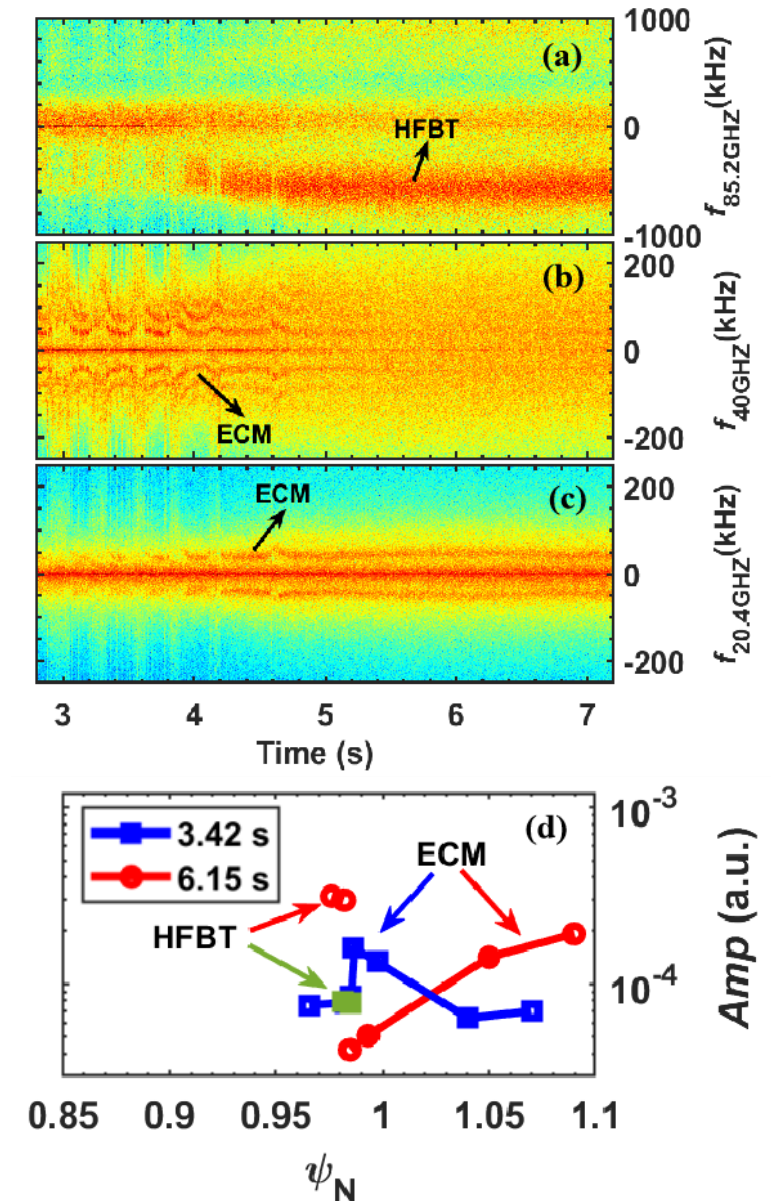 1000
(a)
HFBT
0
-1000
f85.2GHZ(kHz)
200
(b)
0
ECM
-200
f40GHZ(kHz)
ECM
200
(c)
0
-200
f20.4GHZ(kHz)
3 4 5 6 7
Time (s)
10-3
3.42 s
(d)
6.15 s
ECM
HFBT
10-4
Amp (a.u.)
0.85 0.9 0.95 1 1.05 1.1
ψN